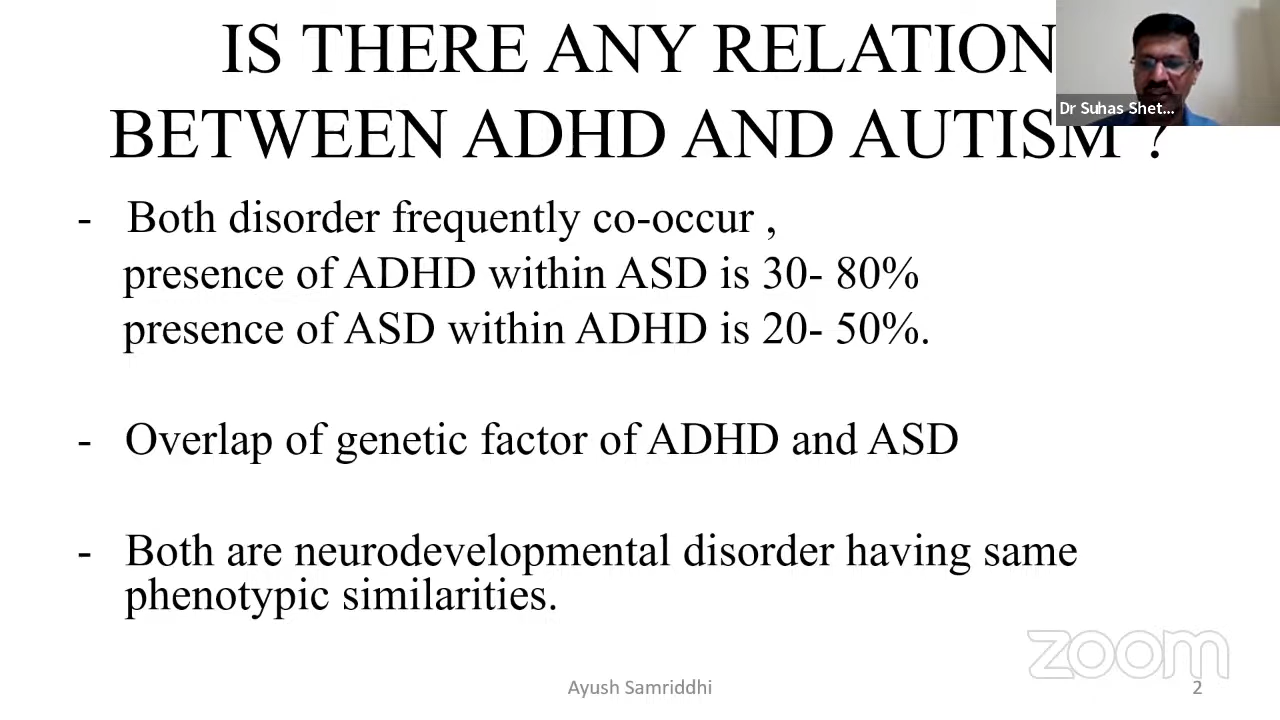 IS THERE ANY RELATION
BETWEEN ADHD AND AUTISM ?
Dr Suhas Shet...
- Both disorder frequently co-occur ,
presence of ADHD within ASD is 30- 80%
presence of ASD within ADHD is 20- 50%.
- Overlap of genetic factor of ADHD and ASD
- Both are neurodevelopmental disorder having same
phenotypic similarities.
zoom
Ayush Samriddhi
2